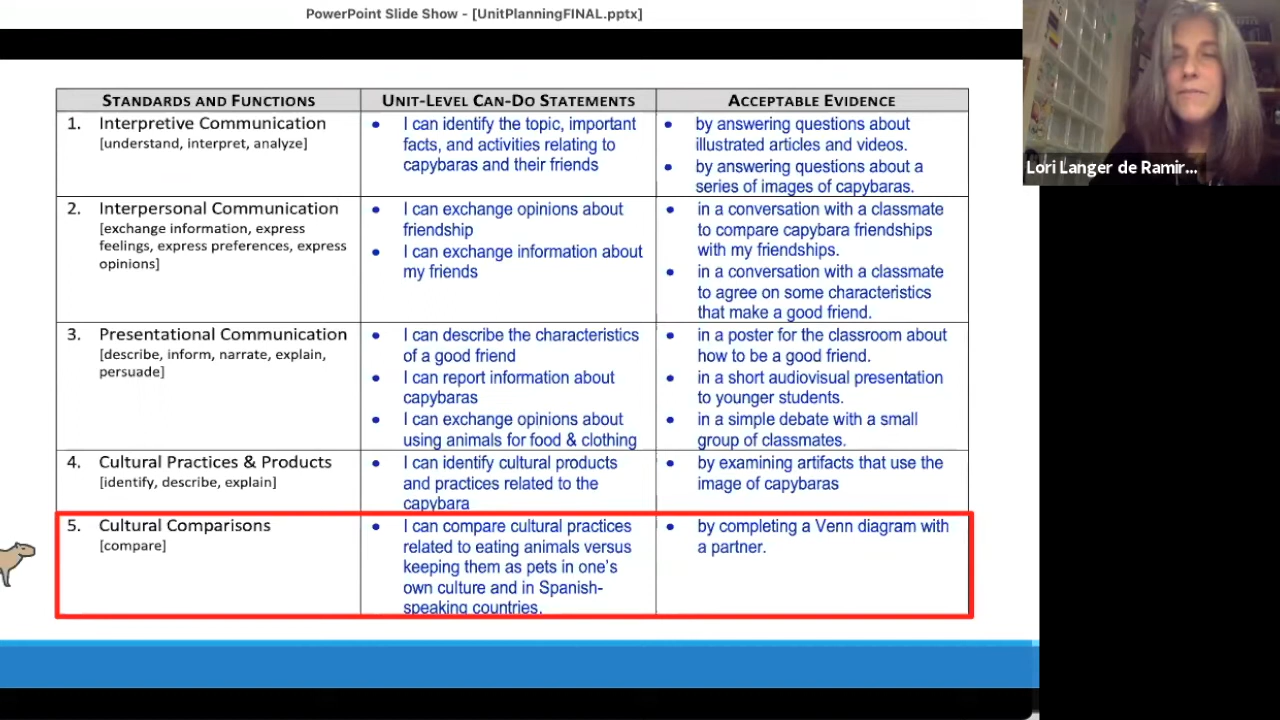 PowerPoint Slide Show - [UnitPlanningFINAL.pptx]
Lori Langer de Ramir...
STANDARDS AND FUNCTIONS
UNIT-LEVEL CAN-DO STATEMENTS
ACCEPTABLE EVIDENCE
1. Interpretive Communication
[understand, interpret, analyze]
• I can identify the topic, important
facts, and activities relating to
capybaras and their friends
• by answering questions about
illustrated articles and videos.
• by answering questions about a
series of images of capybaras.
2. Interpersonal Communication
[exchange information, express
feelings, express preferences, express
opinions]
• I can exchange opinions about
friendship
• I can exchange information about
my friends
• in a conversation with a classmate
to compare capybara friendships
with my friendships.
• in a conversation with a classmate
to agree on some characteristics
that make a good friend.
3. Presentational Communication
[describe, inform, narrate, explain,
persuade]
• I can describe the characteristics
of a good friend
• I can report information about
capybaras
• I can exchange opinions about
using animals for food & clothing
• in a poster for the classroom about
how to be a good friend.
• in a short audiovisual presentation
to younger students.
• in a simple debate with a small
group of classmates.
4. Cultural Practices & Products
[identify, describe, explain]
• I can identify cultural products
and practices related to the
capybara
• by examining artifacts that use the
image of capybaras
5. Cultural Comparisons
[compare]
• I can compare cultural practices
related to eating animals versus
keeping them as pets in one's
own culture and in Spanish-
speaking countries.
• by completing a Venn diagram with
a partner.